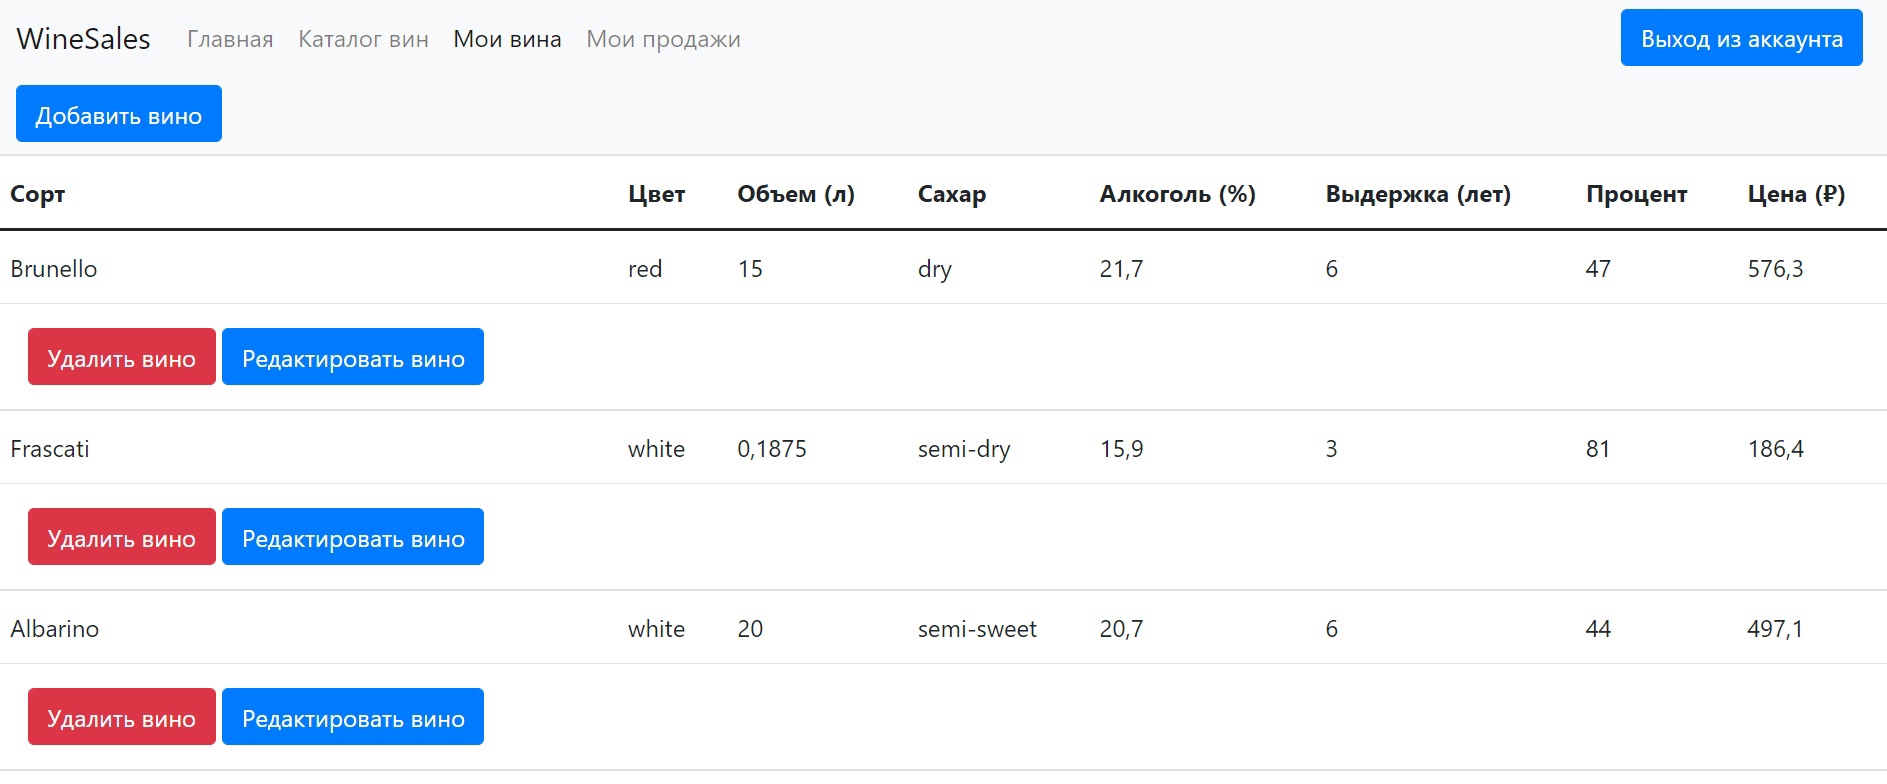 WineSales Главная Каталог вин Мои вина Мои продажи Выход из аккаунта
Добавить вино
Сорт Цвет Объем (л) Сахар Алкоголь (%) Выдержка (лет) Процент Цена (₽)
Brunello red 15 dry 21,7 6 47 576,3
Удалить вино Редактировать вино
Frascati white 0,1875 semi-dry 15,9 3 81 186,4
Удалить вино Редактировать вино
Albarino white 20 semi-sweet 20,7 6 44 497,1
Удалить вино Редактировать вино